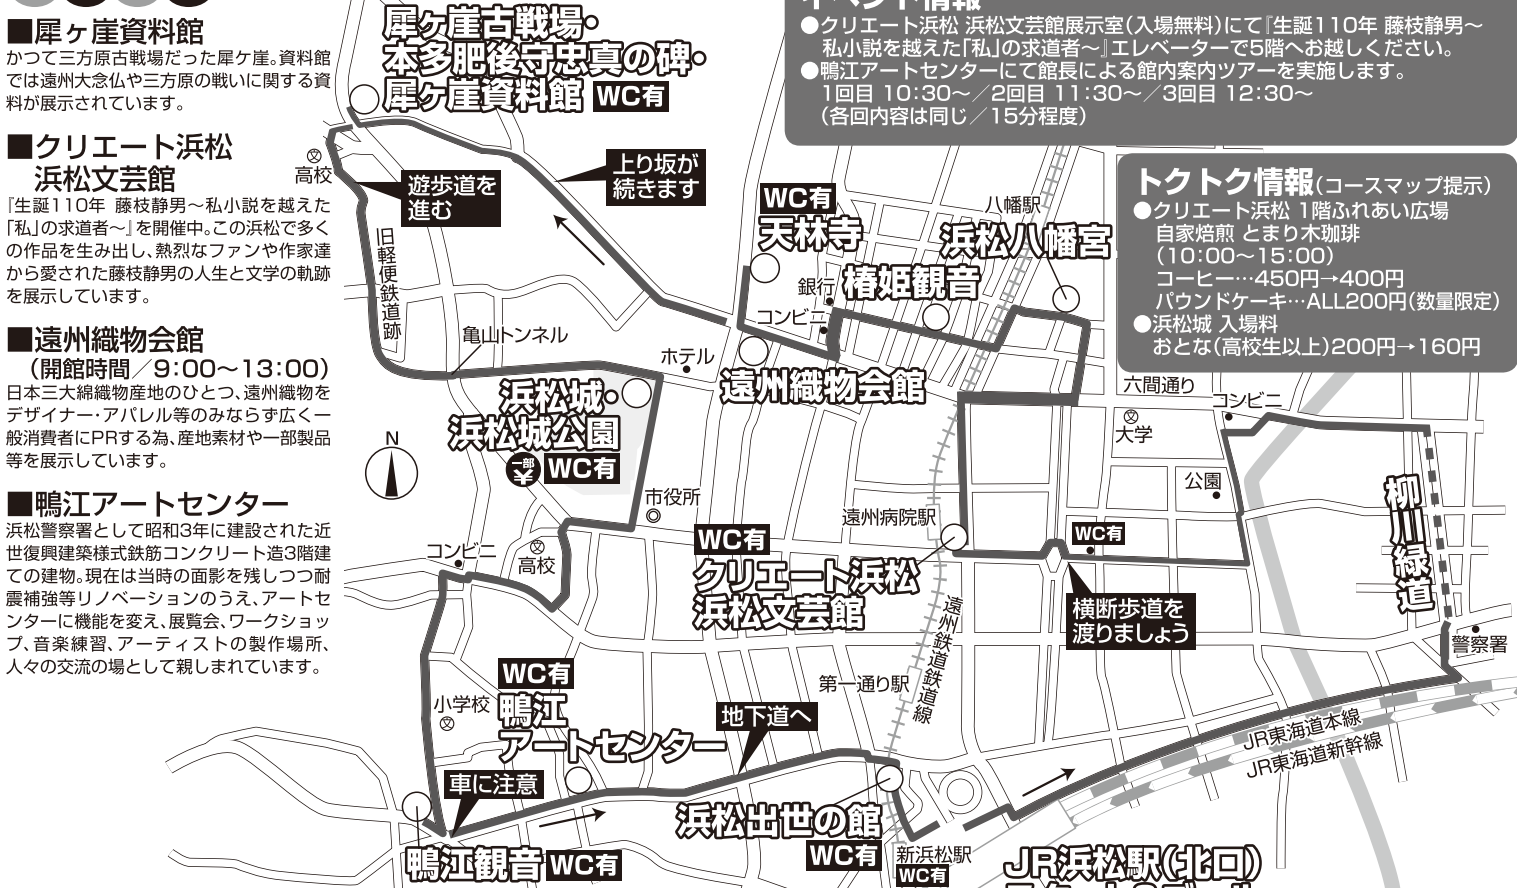 ■犀ヶ崖資料館
かつて三方原古戦場だった犀ケ崖。資料館
では遠州大念仏や三方原の戦いに関する資
料が展示されています。
■クリエート浜松
浜松文芸館
『生誕110年 藤枝静男～私小説を越えた
「私」の求道者～』を開催中。この浜松で多く
の作品を生み出し、熱烈なファンや作家達
から愛された藤枝静男の人生と文学の軌跡
を展示しています。
■遠州織物会館
（開館時間／9：00～13：00）
日本三大綿織物産地のひとつ、遠州織物を
デザイナー・アパレル等のみならず広く一
般消費者にPRする為、産地素材や一部製品
等を展示しています。
■鴨江アートセンター
浜松警察署として昭和3年に建設された近
世復興建築様式鉄筋コンクリート造3階建
ての建物。現在は当時の面影を残しつつ耐
震補強等リノベーションのうえ、アートセ
ンターに機能を変え、展覧会、ワークショッ
プ、音楽練習、アーティストの製作場所、
人々の交流の場として親しまれています。
イベント情報
●クリエート浜松 浜松文芸館展示室（入場無料）にて『生誕110年 藤枝静男～
私小説を越えた「私」の求道者～』エレベーターで5階へお越しください。
●鴨江アートセンターにて館長による館内案内ツアーを実施します。
1回目 10：30～／2回目 11：30～／3回目 12：30～
（各回内容は同じ／15分程度）
トクトク情報（コースマップ提示）
●クリエート浜松 1階ふれあい広場
自家焙煎 とまり木珈琲
（10：00～15：00）
コーヒー…450円→400円
パウンドケーキ…ALL200円（数量限定）
●浜松城 入場料
おとな（高校生以上）200円→160円
犀ヶ崖古戦場・
本多肥後守忠真の碑・
犀ヶ崖資料館 WC有
高校
遊歩道を
進む
上り坂が
続きます
旧軽便鉄道跡
WC有
天林寺
八幡駅
浜松八幡宮
銀行
椿姫観音
コンビニ
亀山トンネル
ホテル
遠州織物会館
浜松城・
浜松城公園
一部
WC有
N
六間通り
コンビニ
大学
公園
柳川緑道
市役所
遠州病院駅
WC有
WC有
クリエート浜松
浜松文芸館
コンビニ
高校
横断歩道を
渡りましょう
遠州鉄道鉄道線
警察署
WC有
鴨江
アートセンター
小学校
第一通り駅
地下道へ
JR東海道本線
JR東海道新幹線
車に注意
浜松出世の館
WC有
鴨江観音 WC有
新浜松駅
WC有
JR浜松駅（北口）